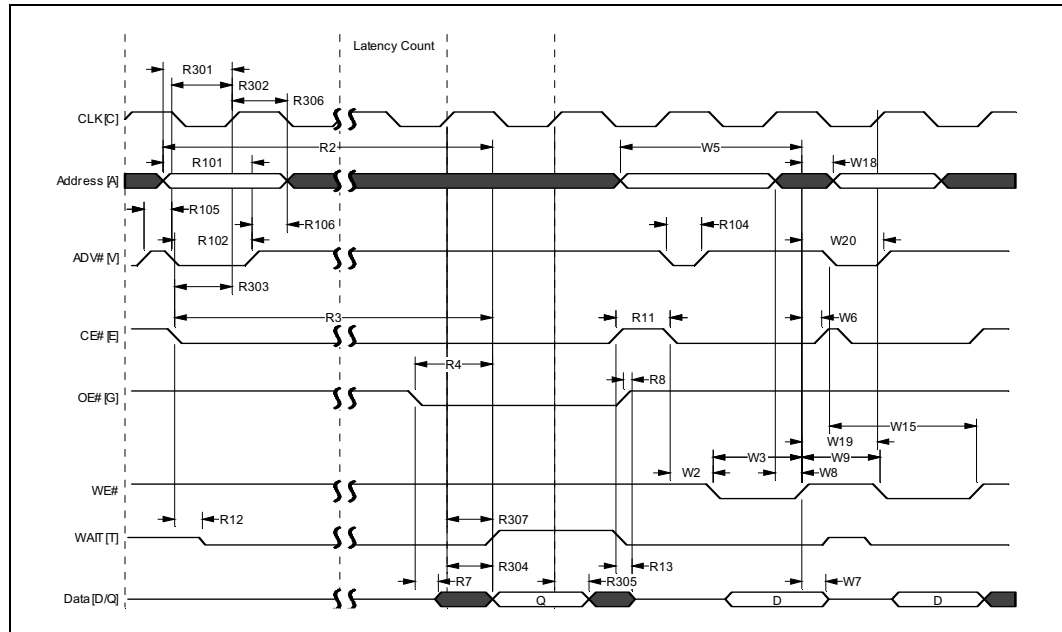 Latency Count
R301
R302
R306
CLK [C]
R2
W5
R101
W18
Address [A]
R105
R106
R104
R102
W20
ADV# [V]
R303
R3
R11
W6
CE# [E]
R4
R8
OE# [G]
W15
W19
W3
W9
W2
W8
WE#
R12
R307
WAIT [T]
R304
R13
R7
R305
W7
Data [D/Q]
Q
D
D